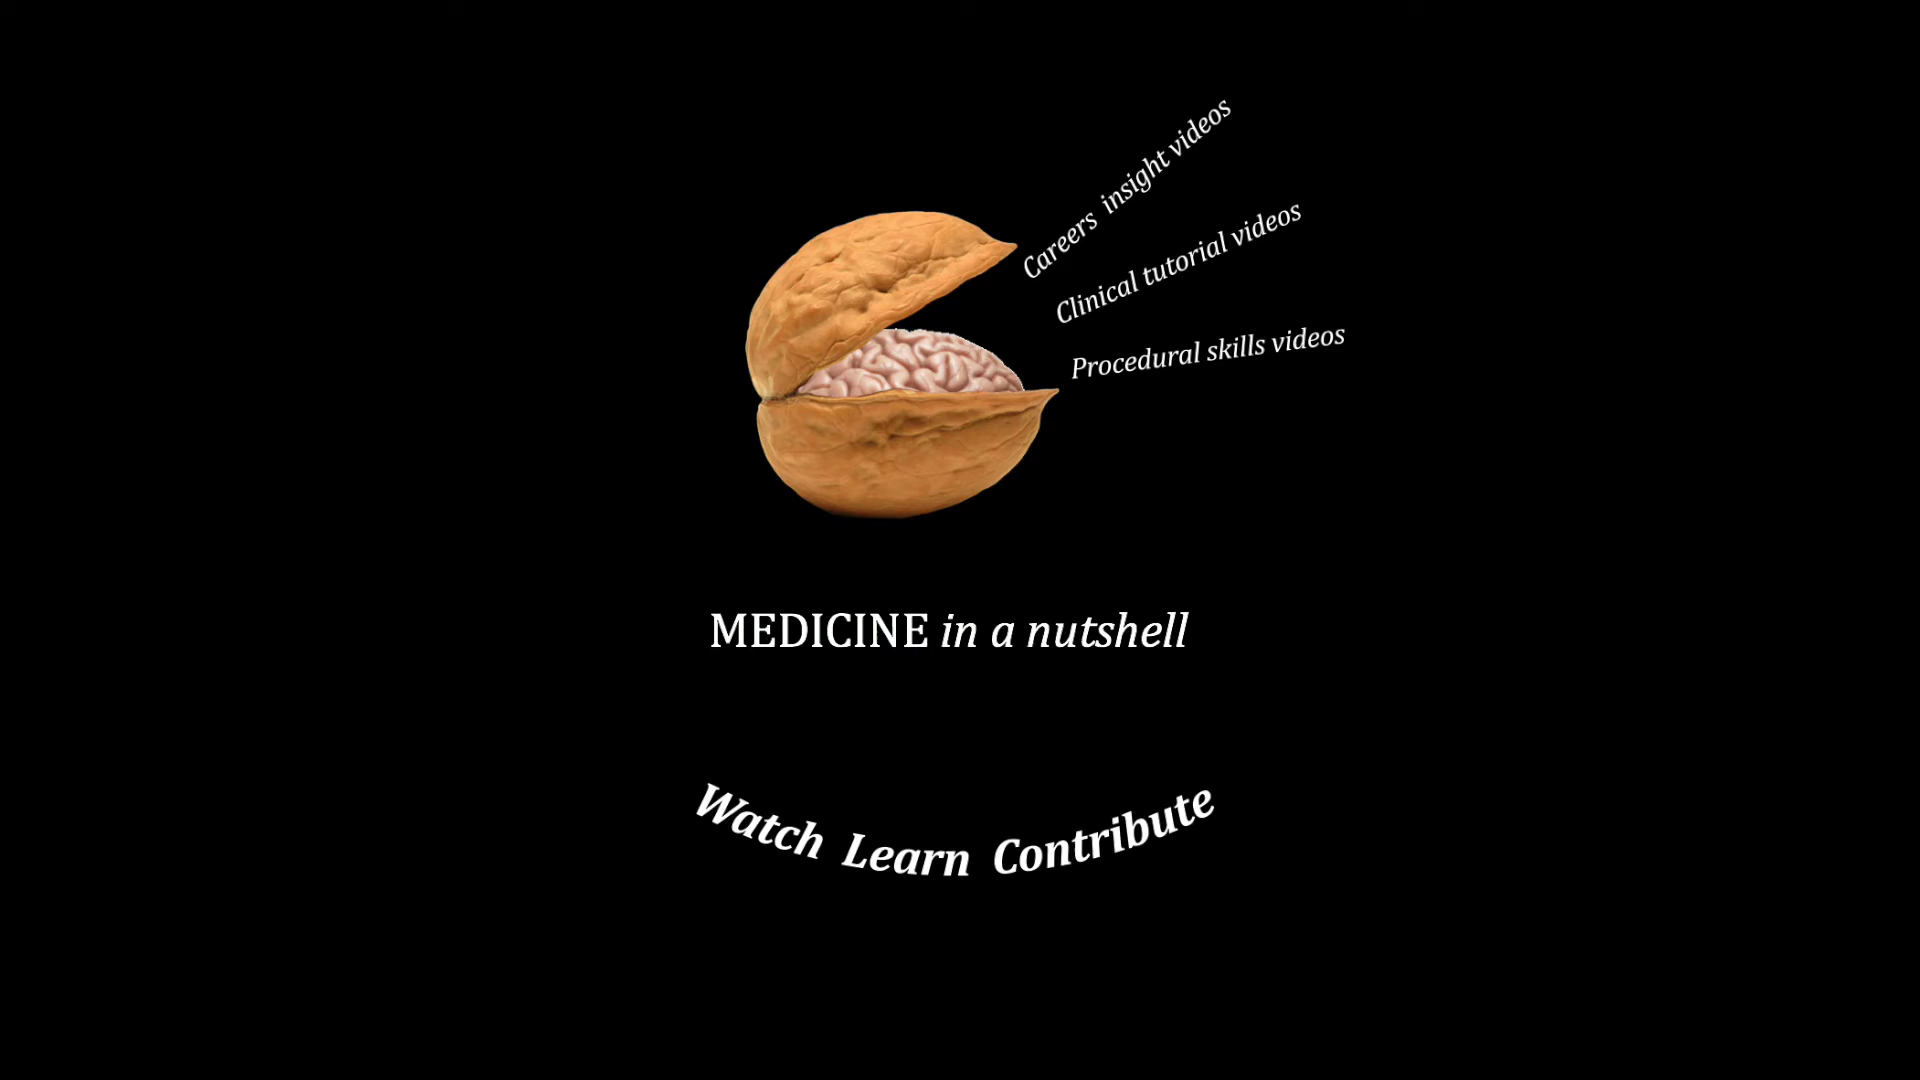 Careers insight videos
Clinical tutorial videos
Procedural skills videos
MEDICINE in a nutshell
Watch Learn Contribute